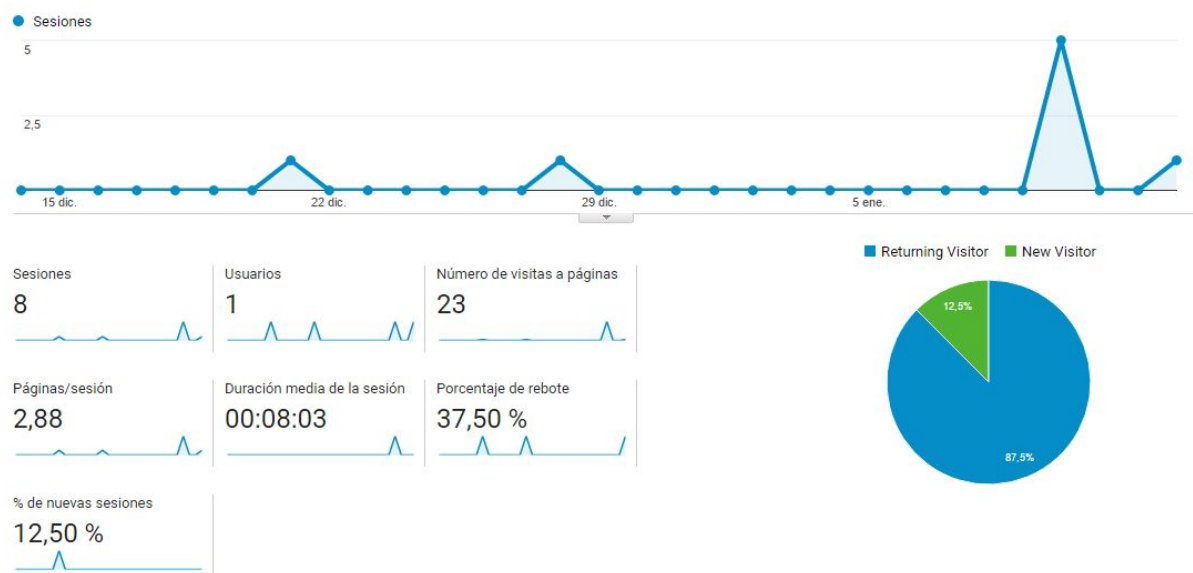 Sesiones
5
2,5
15 dic.
22 dic.
29 dic.
5 ene.
Returning Visitor
New Visitor
Sesiones
8
Usuarios
1
Número de visitas a páginas
23
Páginas/sesión
2,88
Duración media de la sesión
00:08:03
Porcentaje de rebote
37,50 %
% de nuevas sesiones
12,50 %
12,5%
87,5%